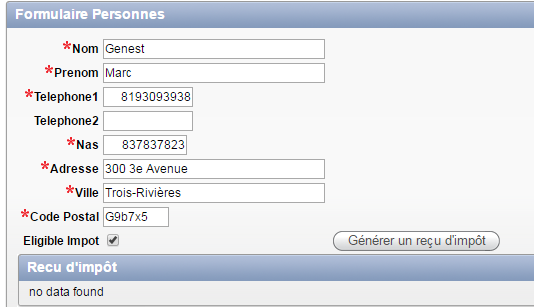 Formulaire Personnes
*Nom Genest
*Prenom Marc
*Telephone1 8193093938
Telephone2
*Nas 837837823
*Adresse 300 3e Avenue
*Ville Trois-Rivières
*Code Postal G9b7x5
Eligible Impot Générer un reçu d'impôt
Recu d'impôt
no data found